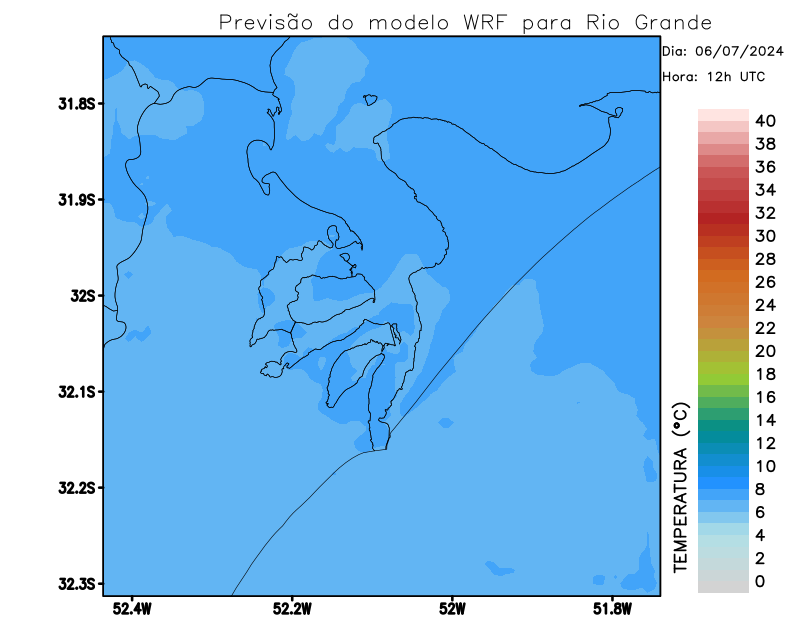 Previsão do modelo WRF para Rio Grande
Dia: 06/07/2024
Hora: 12h UTC
31.8S
31.9S
32S
32.1S
32.2S
32.3S
52.4W
52.2W
52W
51.8W
TEMPERATURA (°C)
40
38
36
34
32
30
28
26
24
22
20
18
16
14
12
10
8
6
4
2
0